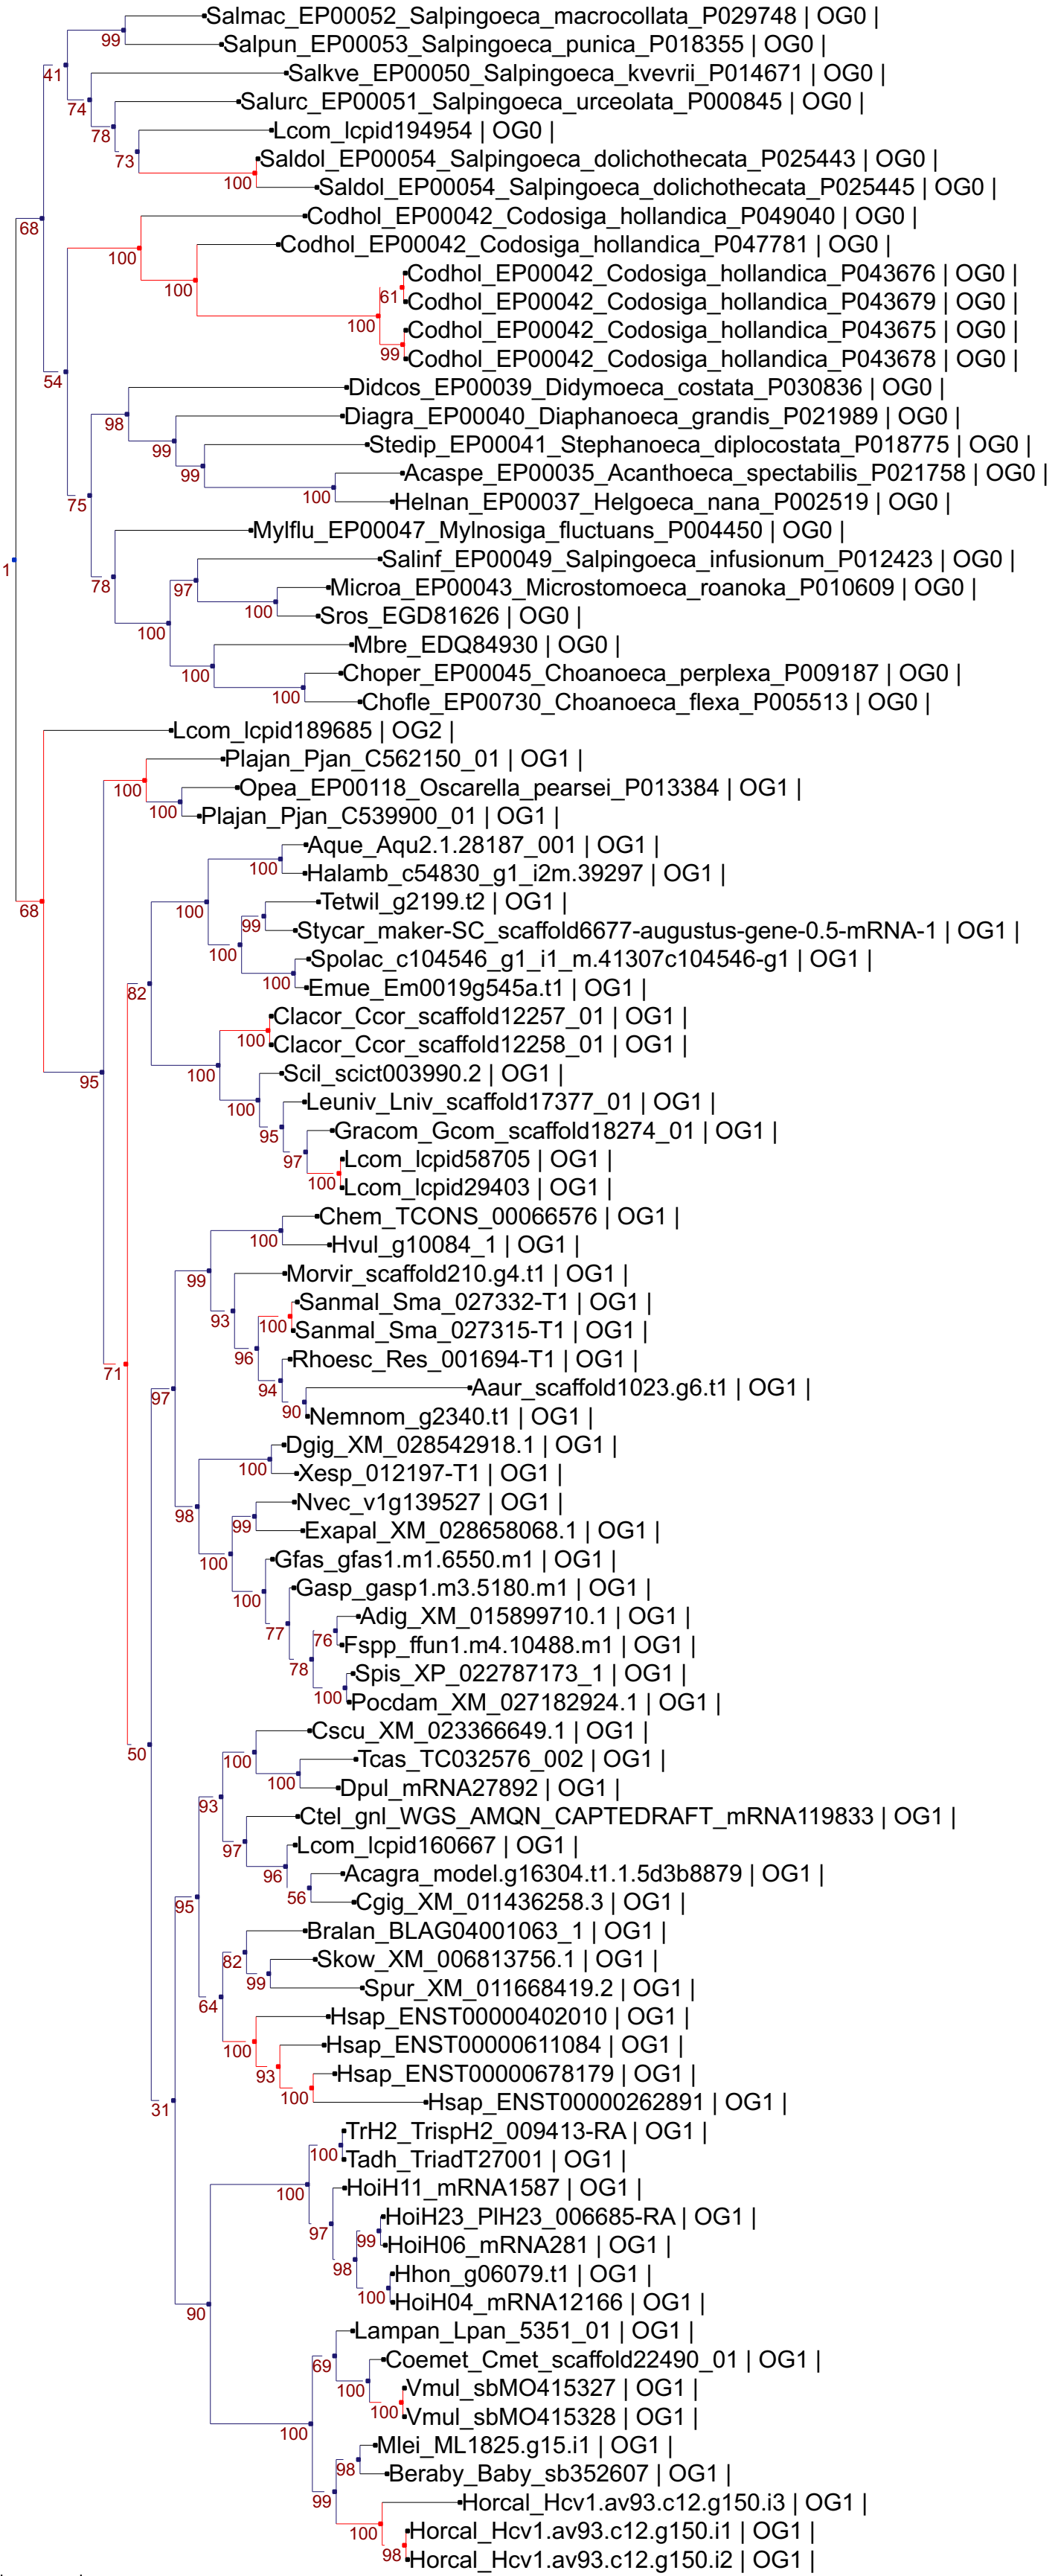 Salmac_EP00052_Salpingoeca_macrocollata_P029748 | OG0 |
99
Salpun_EP00053_Salpingoeca_punica_P018355 | OG0 |
41
Salkve_EP00050_Salpingoeca_kvevrii_P014671 | OG0 |
74
Salurc_EP00051_Salpingoeca_urceolata_P000845 | OG0 |
78
Lcom_lcpid194954 | OG0 |
73
Saldol_EP00054_Salpingoeca_dolichothecata_P025443 | OG0 |
100
Saldol_EP00054_Salpingoeca_dolichothecata_P025445 | OG0 |
68
Codhol_EP00042_Codosiga_hollandica_P049040 | OG0 |
100
Codhol_EP00042_Codosiga_hollandica_P047781 | OG0 |
100
Codhol_EP00042_Codosiga_hollandica_P043676 | OG0 |
61
Codhol_EP00042_Codosiga_hollandica_P043679 | OG0 |
100
Codhol_EP00042_Codosiga_hollandica_P043675 | OG0 |
99
Codhol_EP00042_Codosiga_hollandica_P043678 | OG0 |
54
Didcos_EP00039_Didymoeca_costata_P030836 | OG0 |
98
Diagra_EP00040_Diaphanoeca_grandis_P021989 | OG0 |
99
Stedip_EP00041_Stephanoeca_diplocostata_P018775 | OG0 |
99
Acaspe_EP00035_Acanthoeca_spectabilis_P021758 | OG0 |
100
Helnan_EP00037_Helgoeca_nana_P002519 | OG0 |
75
Mylflu_EP00047_Mylnosiga_fluctuans_P004450 | OG0 |
1
78
Salinf_EP00049_Salpingoeca_infusionum_P012423 | OG0 |
97
Microa_EP00043_Microstomoeca_roanoka_P010609 | OG0 |
100
Sros_EGD81626 | OG0 |
100
Mbre_EDQ84930 | OG0 |
100
Choper_EP00045_Choanoeca_perplexa_P009187 | OG0 |
100
Chofle_EP00730_Choanoeca_flexa_P005513 | OG0 |
Lcom_lcpid189685 | OG2 |
Plajan_Pjan_C562150_01 | OG1 |
100
Opea_EP00118_Oscarella_pearsei_P013384 | OG1 |
100
Plajan_Pjan_C539900_01 | OG1 |
Aque_Aqu2.1.28187_001 | OG1 |
100
Halamb_c54830_g1_i2m.39297 | OG1 |
68
100
Tetwil_g2199.t2 | OG1 |
99
Stycar_maker-SC_scaffold6677-augustus-gene-0.5-mRNA-1 | OG1 |
100
Spolac_c104546_g1_i1_m.41307c104546-g1 | OG1 |
100
Emue_Em0019g545a.t1 | OG1 |
82
Clacor_Ccor_scaffold12257_01 | OG1 |
100
Clacor_Ccor_scaffold12258_01 | OG1 |
95
100
Scil_scict003990.2 | OG1 |
100
Leuniv_Lniv_scaffold17377_01 | OG1 |
95
Gracom_Gcom_scaffold18274_01 | OG1 |
97
Lcom_lcpid58705 | OG1 |
100
Lcom_lcpid29403 | OG1 |
Chem_TCONS_00066576 | OG1 |
100
Hvul_g10084_1 | OG1 |
99
Morvir_scaffold210.g4.t1 | OG1 |
93
Sanmal_Sma_027332-T1 | OG1 |
100
Sanmal_Sma_027315-T1 | OG1 |
96
Rhoesc_Res_001694-T1 | OG1 |
71
94
Aaur_scaffold1023.g6.t1 | OG1 |
97
90
Nemnom_g2340.t1 | OG1 |
Dgig_XM_028542918.1 | OG1 |
100
Xesp_012197-T1 | OG1 |
98
Nvec_v1g139527 | OG1 |
99
Exapal_XM_028658068.1 | OG1 |
100
Gfas_gfas1.m1.6550.m1 | OG1 |
100
Gasp_gasp1.m3.5180.m1 | OG1 |
77
Adig_XM_015899710.1 | OG1 |
76
Fspp_ffun1.m4.10488.m1 | OG1 |
78
Spis_XP_022787173_1 | OG1 |
100
Pocdam_XM_027182924.1 | OG1 |
50
Cscu_XM_023366649.1 | OG1 |
100
Tcas_TC032576_002 | OG1 |
100
Dpul_mRNA27892 | OG1 |
93
Ctel_gnl_WGS_AMQN_CAPTEDRAFT_mRNA119833 | OG1 |
97
Lcom_lcpid160667 | OG1 |
96
Acagra_model.g16304.t1.1.5d3b8879 | OG1 |
56
Cgig_XM_011436258.3 | OG1 |
95
Bralan_BLAG04001063_1 | OG1 |
82
Skow_XM_006813756.1 | OG1 |
99
Spur_XM_011668419.2 | OG1 |
64
Hsap_ENST00000402010 | OG1 |
100
Hsap_ENST00000611084 | OG1 |
93
Hsap_ENST00000678179 | OG1 |
100
Hsap_ENST00000262891 | OG1 |
31
TrH2_TrispH2_009413-RA | OG1 |
100
Tadh_TriadT27001 | OG1 |
100
HoiH11_mRNA1587 | OG1 |
97
HoiH23_PlH23_006685-RA | OG1 |
99
HoiH06_mRNA281 | OG1 |
98
Hhon_g06079.t1 | OG1 |
100
HoiH04_mRNA12166 | OG1 |
90
Lampan_Lpan_5351_01 | OG1 |
69
Coemet_Cmet_scaffold22490_01 | OG1 |
100
Vmul_sbMO415327 | OG1 |
100
Vmul_sbMO415328 | OG1 |
100
Mlei_ML1825.g15.i1 | OG1 |
98
Beraby_Baby_sb352607 | OG1 |
99
Horcal_Hcv1.av93.c12.g150.i3 | OG1 |
100
Horcal_Hcv1.av93.c12.g150.i1 | OG1 |
98
Horcal_Hcv1.av93.c12.g150.i2 | OG1 |